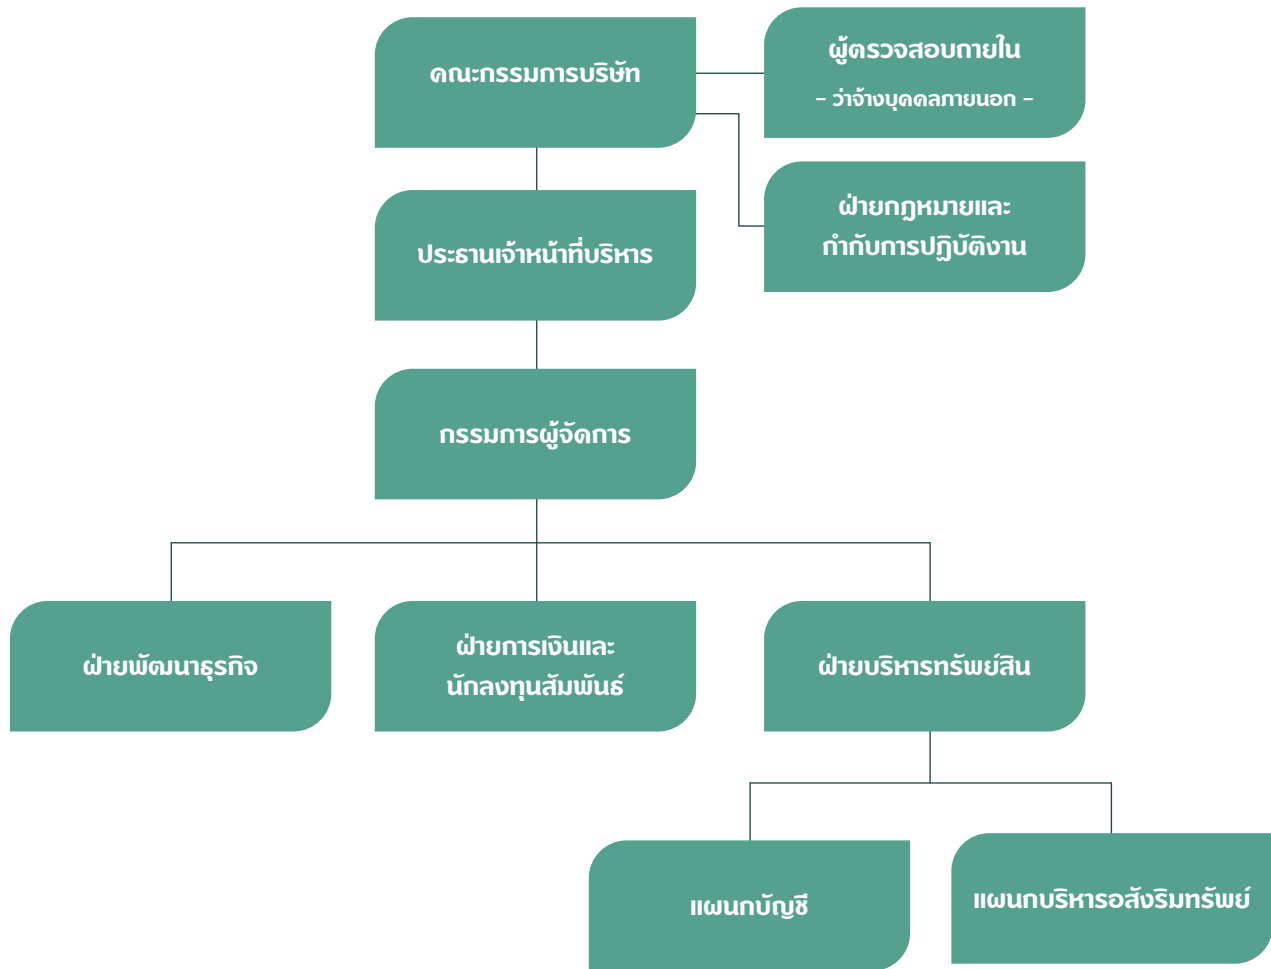 คณะกรรมการบริษัท
ผู้ตรวจสอบภายใน
- ว่าจ้างบุคคลภายนอก -
ฝ่ายกฎหมายและ
กำกับการปฏิบัติงาน
ประธานเจ้าหน้าที่บริหาร
กรรมการผู้จัดการ
ฝ่ายพัฒนาธุรกิจ
ฝ่ายการเงินและ
นักลงทุนสัมพันธ์
ฝ่ายบริหารทรัพย์สิน
แผนกบัญชี
แผนกบริหารอสังริมทรัพย์